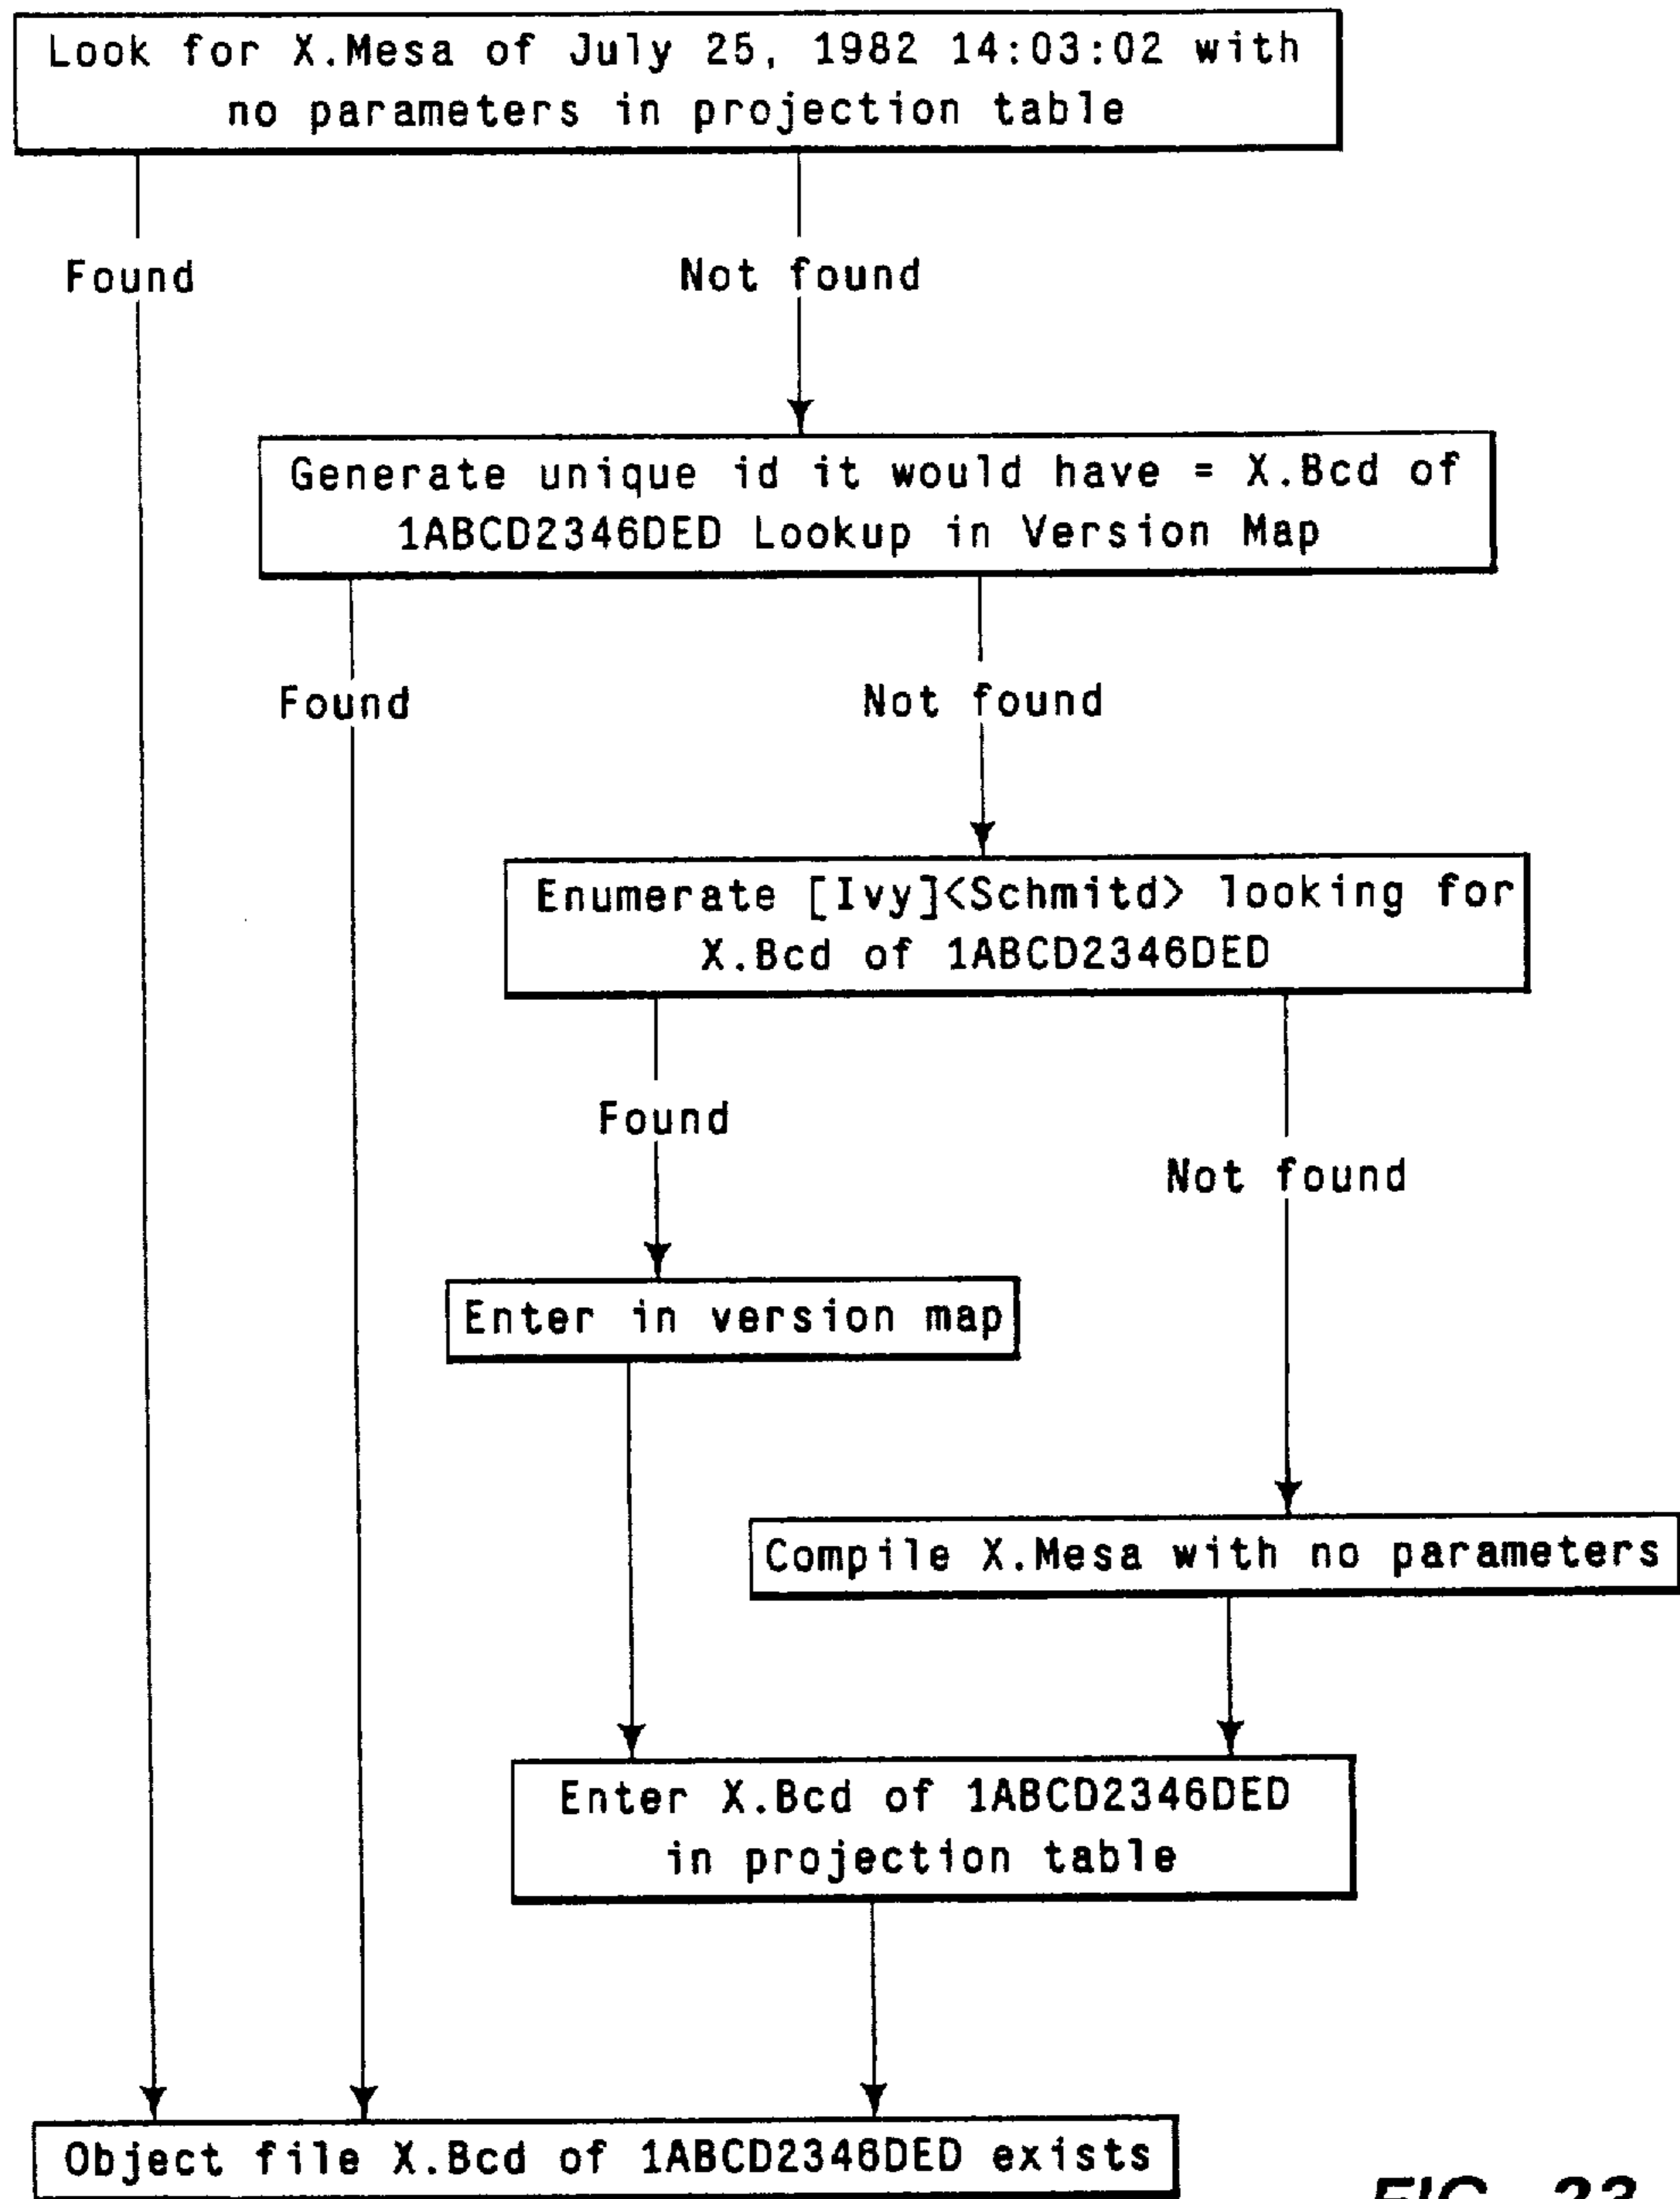 Look for X.Mesa of July 25, 1982 14:03:02 with
no parameters in projection table
Found
Not found
Generate unique id it would have = X.Bcd of
1ABCD2346DED Lookup in Version Map
Found
Not found
Enumerate [Ivy]<Schmitd> looking for
X.Bcd of 1ABCD2346DED
Found
Not found
Enter in version map
Compile X.Mesa with no parameters
Enter X.Bcd of 1ABCD2346DED
in projection table
Object file X.Bcd of 1ABCD2346DED exists
FIG. 23